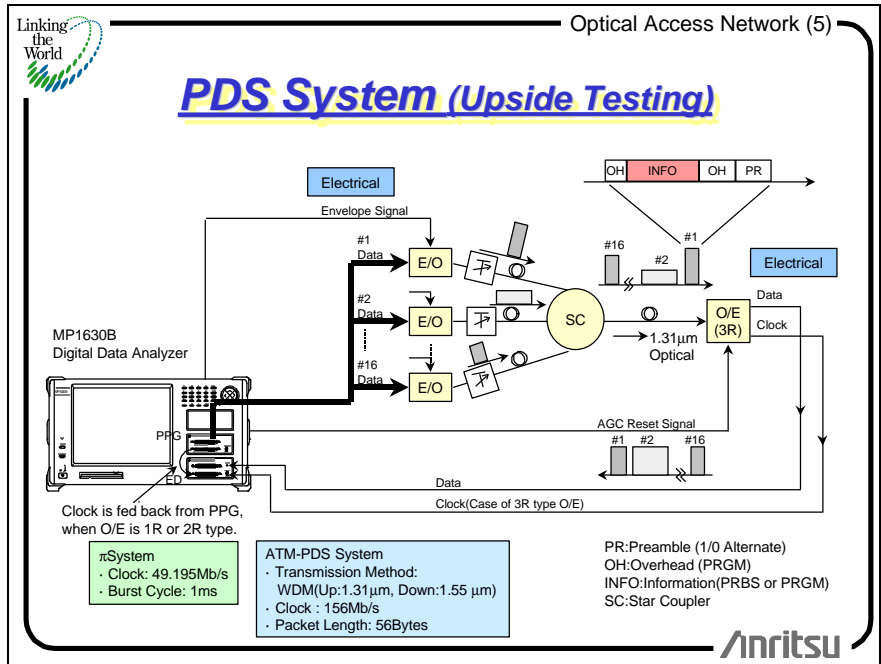 Linking
the
World
Optical Access Network (5)
PDS System (Upside Testing)
OH INFO OH PR
Electrical
Envelope Signal
#1
Data
E/O
#16
#2
#1
Electrical
#2
Data
E/O
SC
O/E
(3R)
Data
Clock
1.31μm
Optical
MP1630B
Digital Data Analyzer
#16
Data
E/O
PPG
ED
AGC Reset Signal
#1 #2 #16
Data
Clock(Case of 3R type O/E)
Clock is fed back from PPG,
when O/E is 1R or 2R type.
πSystem
· Clock: 49.195Mb/s
· Burst Cycle: 1ms
ATM-PDS System
· Transmission Method:
WDM(Up:1.31μm, Down:1.55 μm)
· Clock : 156Mb/s
· Packet Length: 56Bytes
PR:Preamble (1/0 Alternate)
OH:Overhead (PRGM)
INFO:Information(PRBS or PRGM)
SC:Star Coupler
Anritsu